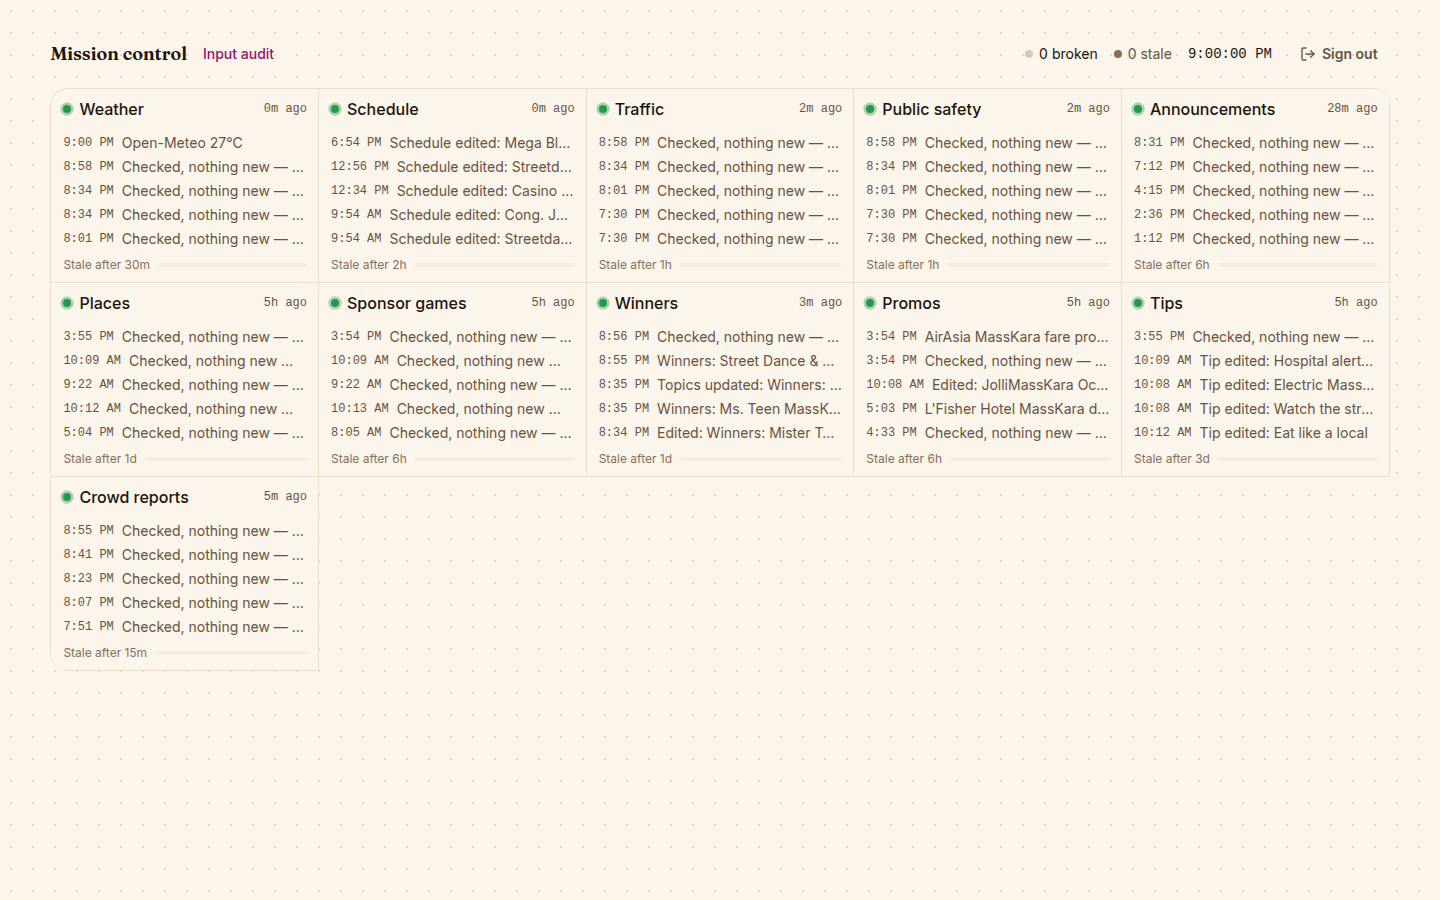 Mission control Input audit 0 broken 0 stale 9:00:00 PM Sign out
Weather 0m ago
9:00 PM Open-Meteo 27°C
8:58 PM Checked, nothing new — ...
8:34 PM Checked, nothing new — ...
8:34 PM Checked, nothing new — ...
8:01 PM Checked, nothing new — ...
Stale after 30m
Schedule 0m ago
6:54 PM Schedule edited: Mega Bl...
12:56 PM Schedule edited: Streetd...
12:34 PM Schedule edited: Casino ...
9:54 AM Schedule edited: Cong. J...
9:54 AM Schedule edited: Streetda...
Stale after 2h
Traffic 2m ago
8:58 PM Checked, nothing new — ...
8:34 PM Checked, nothing new — ...
8:01 PM Checked, nothing new — ...
7:30 PM Checked, nothing new — ...
7:30 PM Checked, nothing new — ...
Stale after 1h
Public safety 2m ago
8:58 PM Checked, nothing new — ...
8:34 PM Checked, nothing new — ...
8:01 PM Checked, nothing new — ...
7:30 PM Checked, nothing new — ...
7:30 PM Checked, nothing new — ...
Stale after 1h
Announcements 28m ago
8:31 PM Checked, nothing new — ...
7:12 PM Checked, nothing new — ...
4:15 PM Checked, nothing new — ...
2:36 PM Checked, nothing new — ...
1:12 PM Checked, nothing new — ...
Stale after 6h
Places 5h ago
3:55 PM Checked, nothing new — ...
10:09 AM Checked, nothing new ...
9:22 AM Checked, nothing new — ...
10:12 AM Checked, nothing new ...
5:04 PM Checked, nothing new — ...
Stale after 1d
Sponsor games 5h ago
3:54 PM Checked, nothing new — ...
10:09 AM Checked, nothing new ...
9:22 AM Checked, nothing new — ...
10:13 AM Checked, nothing new ...
8:05 AM Checked, nothing new — ...
Stale after 6h
Winners 3m ago
8:56 PM Checked, nothing new — ...
8:55 PM Winners: Street Dance & ...
8:35 PM Topics updated: Winners: ...
8:35 PM Winners: Ms. Teen MassK...
8:34 PM Edited: Winners: Mister T...
Stale after 1d
Promos 5h ago
3:54 PM AirAsia MassKara fare pro...
3:54 PM Checked, nothing new — ...
10:08 AM Edited: JolliMassKara Oc...
5:03 PM L'Fisher Hotel MassKara d...
4:33 PM Checked, nothing new — ...
Stale after 6h
Tips 5h ago
3:55 PM Checked, nothing new — ...
10:09 AM Tip edited: Hospital alert...
10:08 AM Tip edited: Electric Mass...
10:08 AM Tip edited: Watch the str...
10:12 AM Tip edited: Eat like a local
Stale after 3d
Crowd reports 5m ago
8:55 PM Checked, nothing new — ...
8:41 PM Checked, nothing new — ...
8:23 PM Checked, nothing new — ...
8:07 PM Checked, nothing new — ...
7:51 PM Checked, nothing new — ...
Stale after 15m